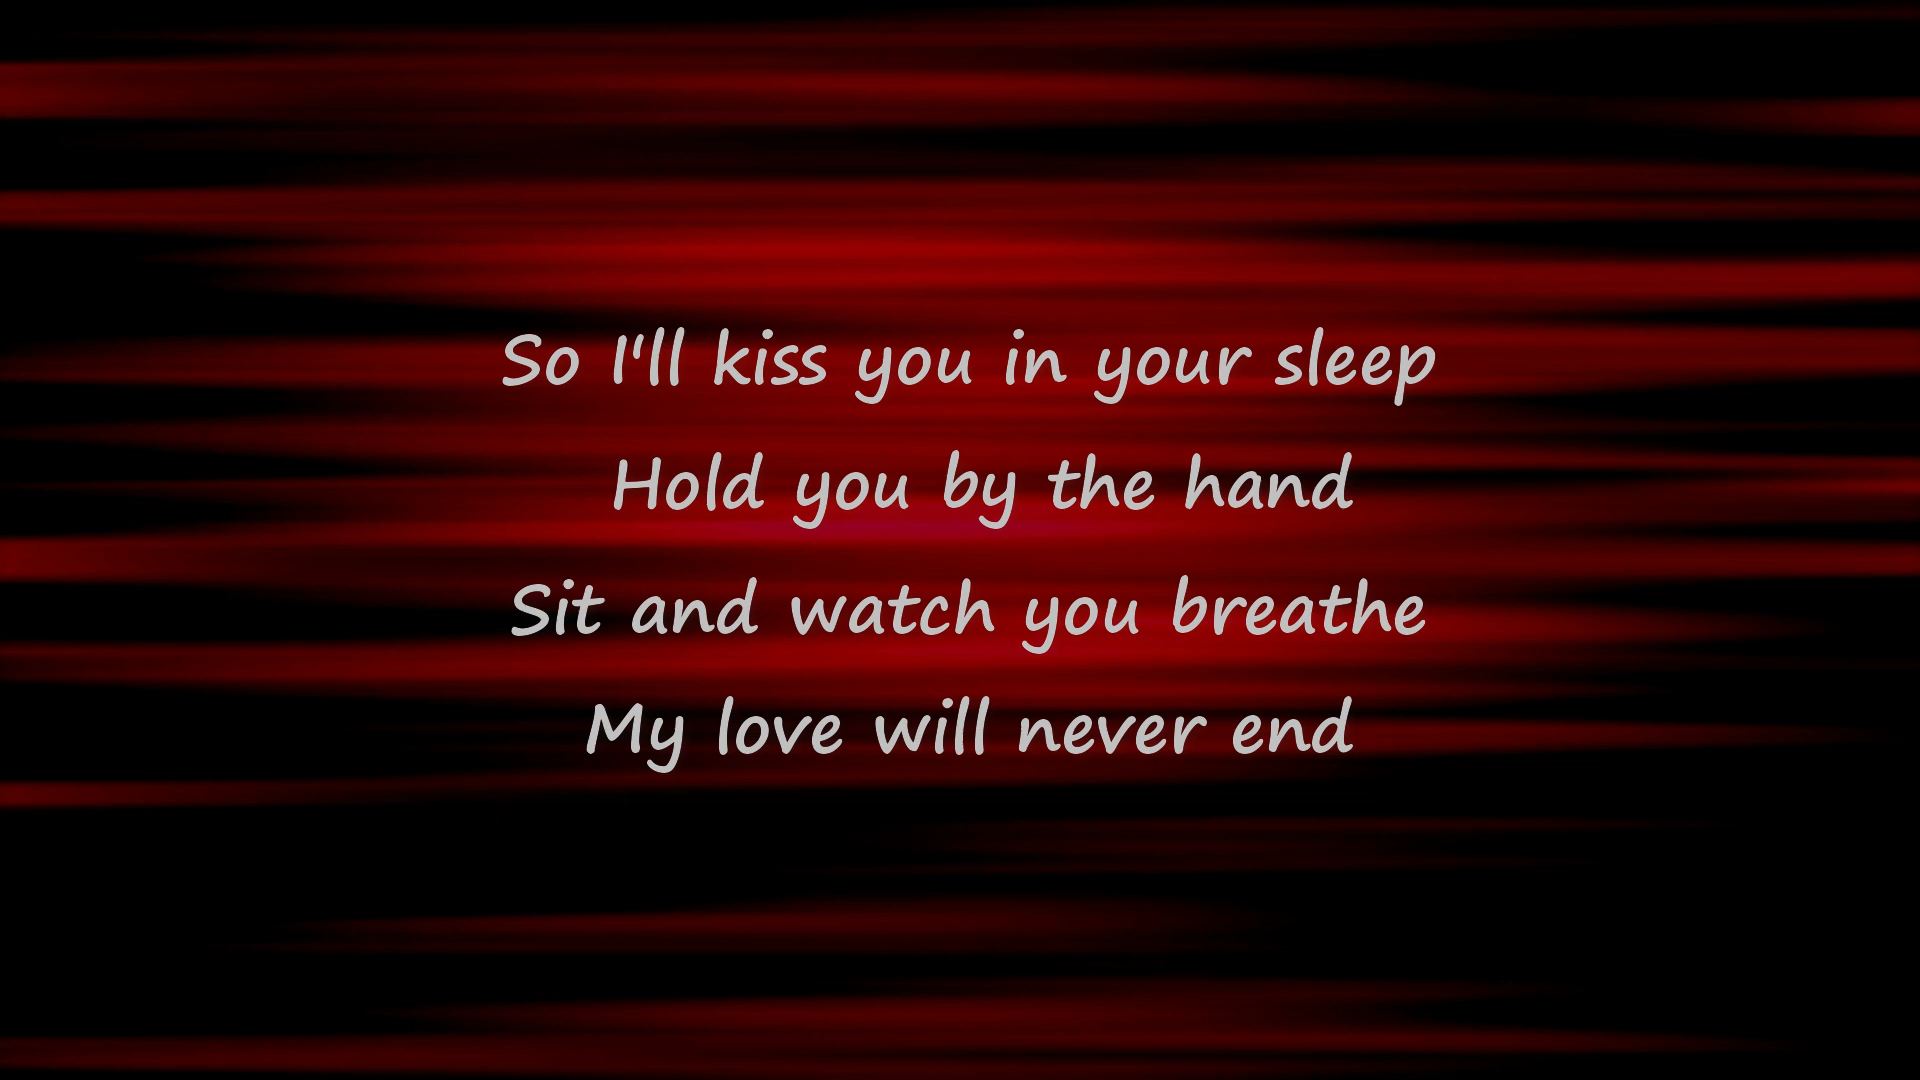 So I'll kiss you in your sleep
Hold you by the hand
Sit and watch you breathe
My love will never end